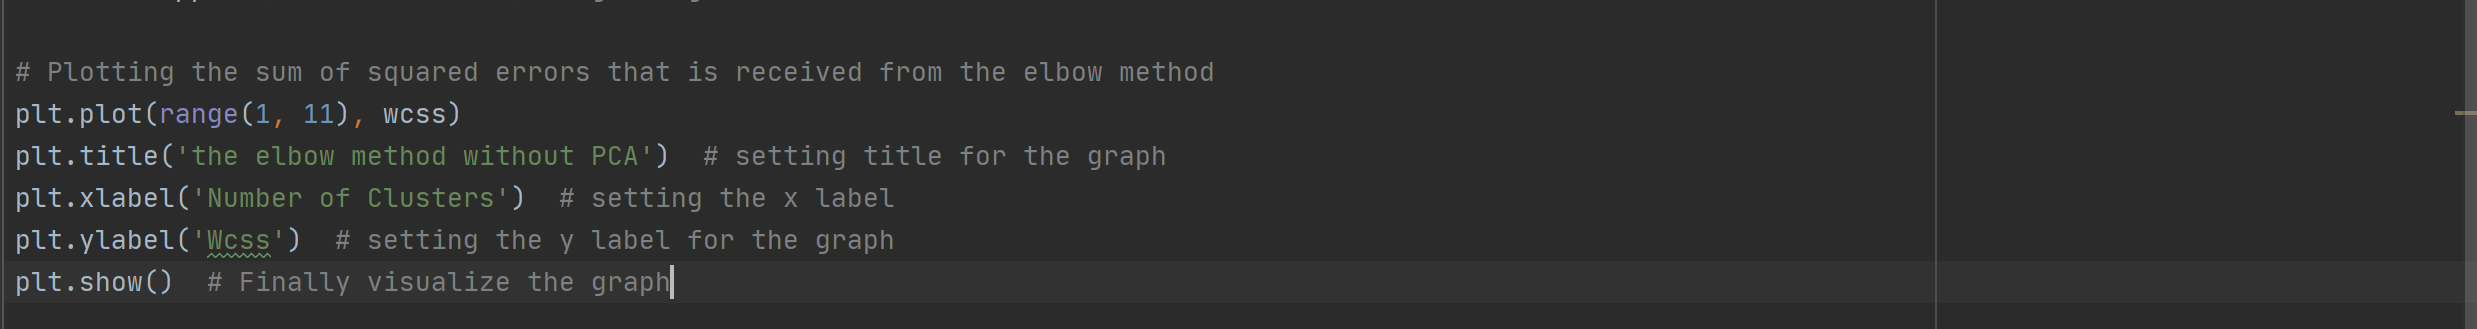 # Plotting the sum of squared errors that is received from the elbow method
plt.plot(range(1, 11), wcss)
plt.title('the elbow method without PCA')  # setting title for the graph
plt.xlabel('Number of Clusters')  # setting the x label
plt.ylabel('Wcss')  # setting the y label for the graph
plt.show()  # Finally visualize the graph